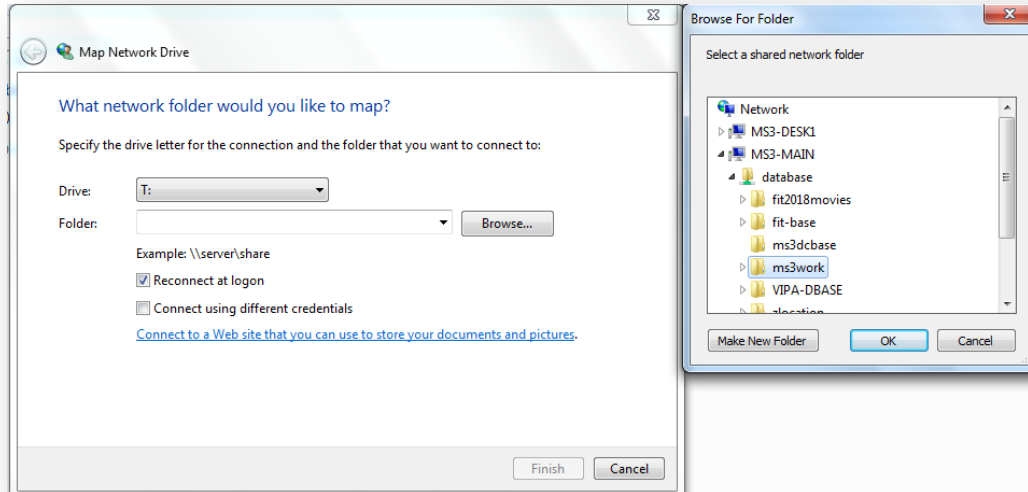 Map Network Drive
What network folder would you like to map?
Specify the drive letter for the connection and the folder that you want to connect to:
Drive:
T:
Folder:
Browse...
Example: \\server\share
Reconnect at logon
Connect using different credentials
Connect to a Web site that you can use to store your documents and pictures.
Finish
Cancel
Browse For Folder
Select a shared network folder
Network
MS3-DESK1
MS3-MAIN
database
fit2018movies
fit-base
ms3dcbase
ms3work
VIPA-DBASE
zlocation
Make New Folder
OK
Cancel